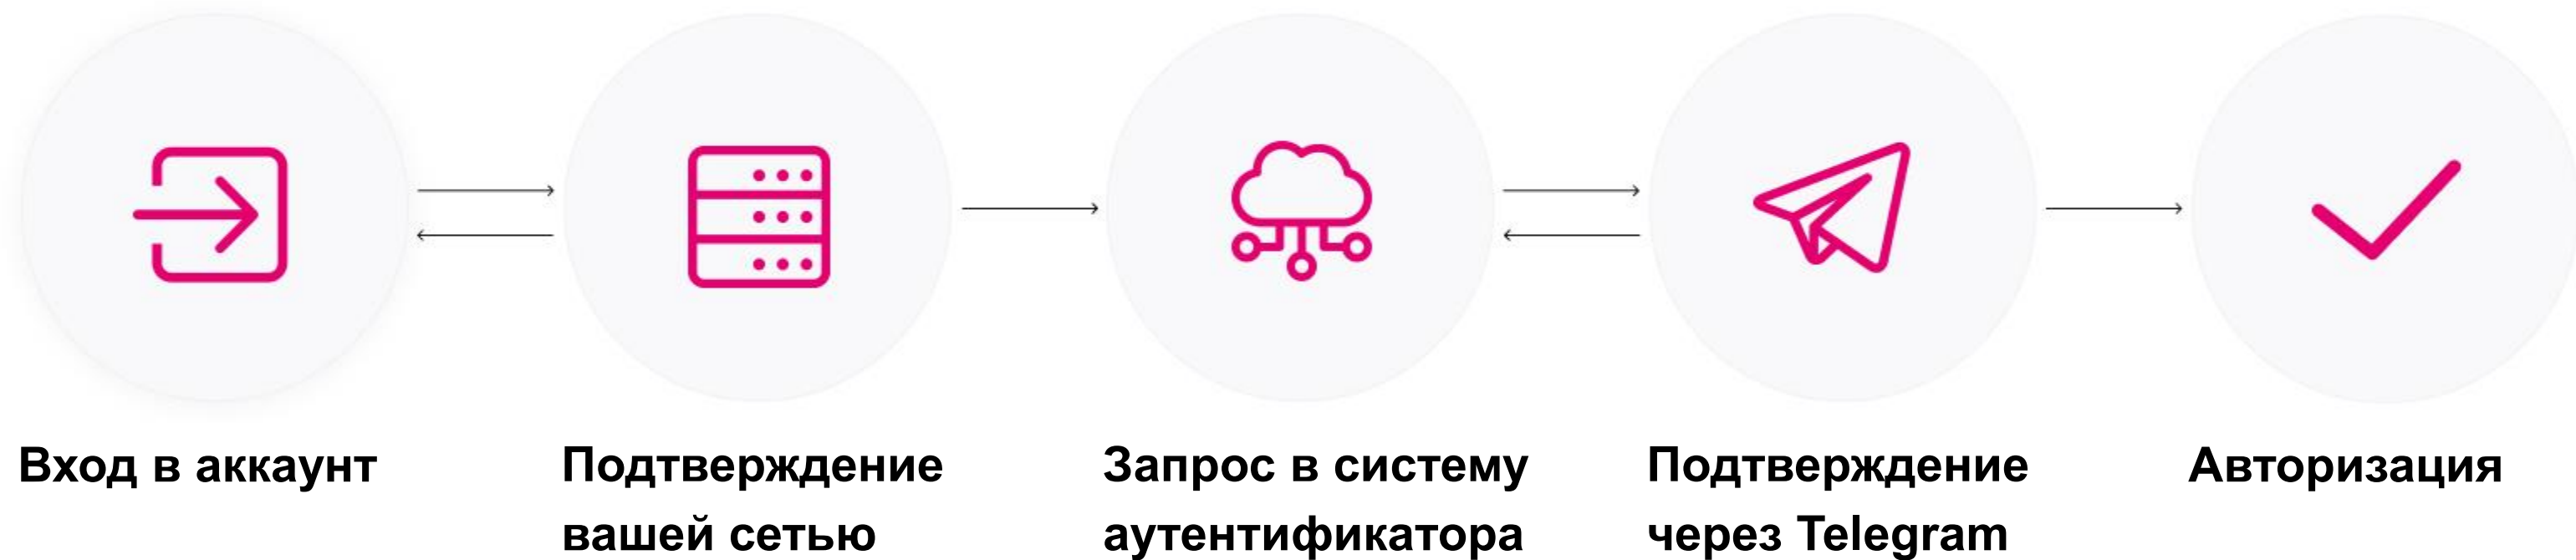 Вход в аккаунт
Подтверждение
вашей сетью
Запрос в систему
аутентификатора
Подтверждение
через Telegram
Авторизация